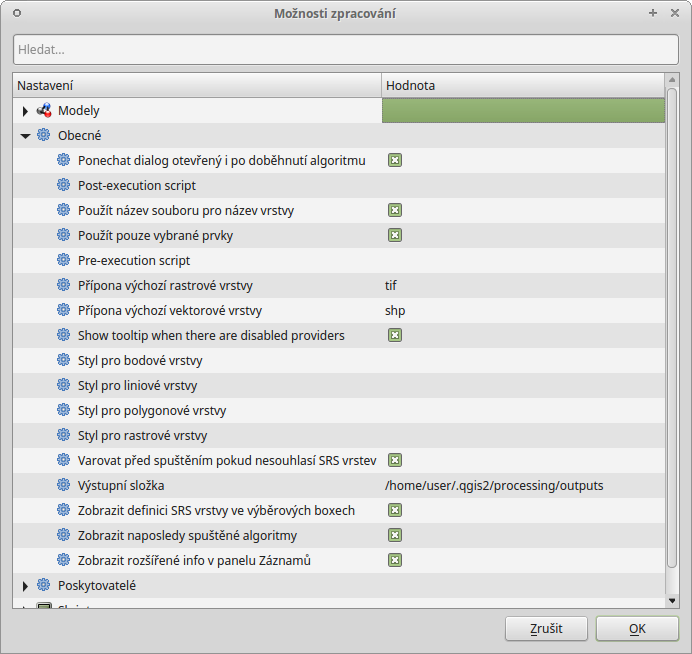 Možnosti zpracování
Hledat...
Nastavení Hodnota
Modely
Obecné
Ponechat dialog otevřený i po doběhnutí algoritmu
Post-execution script
Použít název souboru pro název vrstvy
Použít pouze vybrané prvky
Pre-execution script
Přípona výchozí rastrové vrstvy tif
Přípona výchozí vektorové vrstvy shp
Show tooltip when there are disabled providers
Styl pro bodové vrstvy
Styl pro liniové vrstvy
Styl pro polygonové vrstvy
Styl pro rastrové vrstvy
Varovat před spuštěním pokud nesouhlasí SRS vrstev
Výstupní složka /home/user/.qgis2/processing/outputs
Zobrazit definici SRS vrstvy ve výběrových boxech
Zobrazit naposledy spuštěné algoritmy
Zobrazit rozšířené info v panelu Záznamů
Poskytovatelé
Zrušit OK